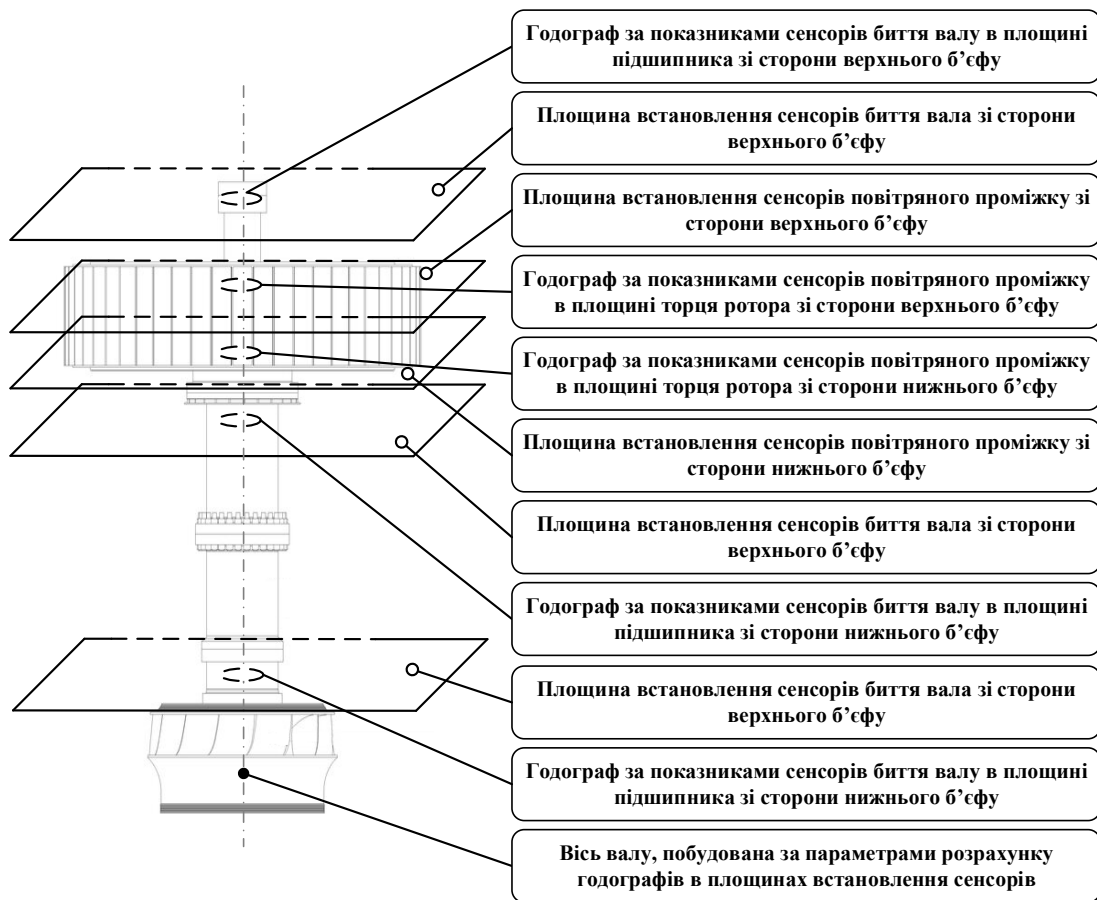 Годограф за показниками сенсорів биття валу в площині
підшипника зі сторони верхнього б’єфу
Площина встановлення сенсорів биття вала зі сторони
верхнього б’єфу
Площина встановлення сенсорів повітряного проміжку зі
сторони верхнього б’єфу
Годограф за показниками сенсорів повітряного проміжку
в площині торця ротора зі сторони верхнього б’єфу
Годограф за показниками сенсорів повітряного проміжку
в площині торця ротора зі сторони нижнього б’єфу
Площина встановлення сенсорів повітряного проміжку зі
сторони нижнього б’єфу
Площина встановлення сенсорів биття вала зі сторони
верхнього б’єфу
Годограф за показниками сенсорів биття валу в площині
підшипника зі сторони нижнього б’єфу
Площина встановлення сенсорів биття вала зі сторони
верхнього б’єфу
Годограф за показниками сенсорів биття валу в площині
підшипника зі сторони нижнього б’єфу
Вісь валу, побудована за параметрами розрахунку
годографів в площинах встановлення сенсорів